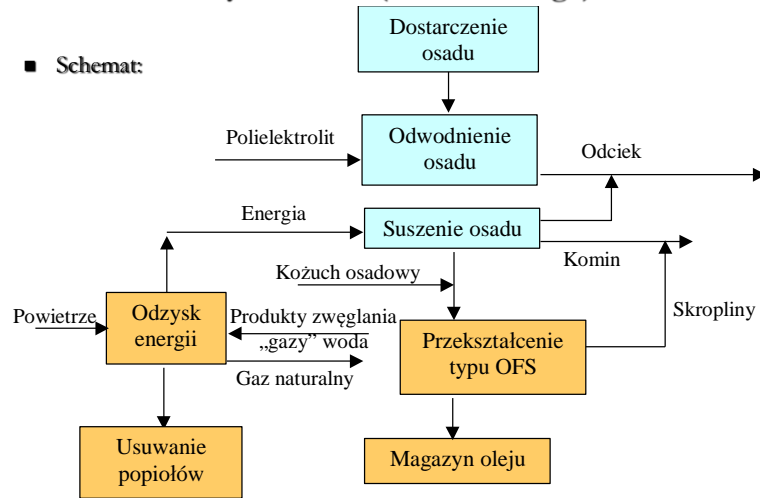 Dostarczenie
osadu
■ Schemat:
Polielektrolit
Odwodnienie
osadu
Odciek
Energia
Suszenie osadu
Komin
Kożuch osadowy
Skropliny
Powietrze
Odzysk
energii
Produkty zwęglania
„gazy” woda
Gaz naturalny
Przekształcenie
typu OFS
Usuwanie
popiołów
Magazyn oleju